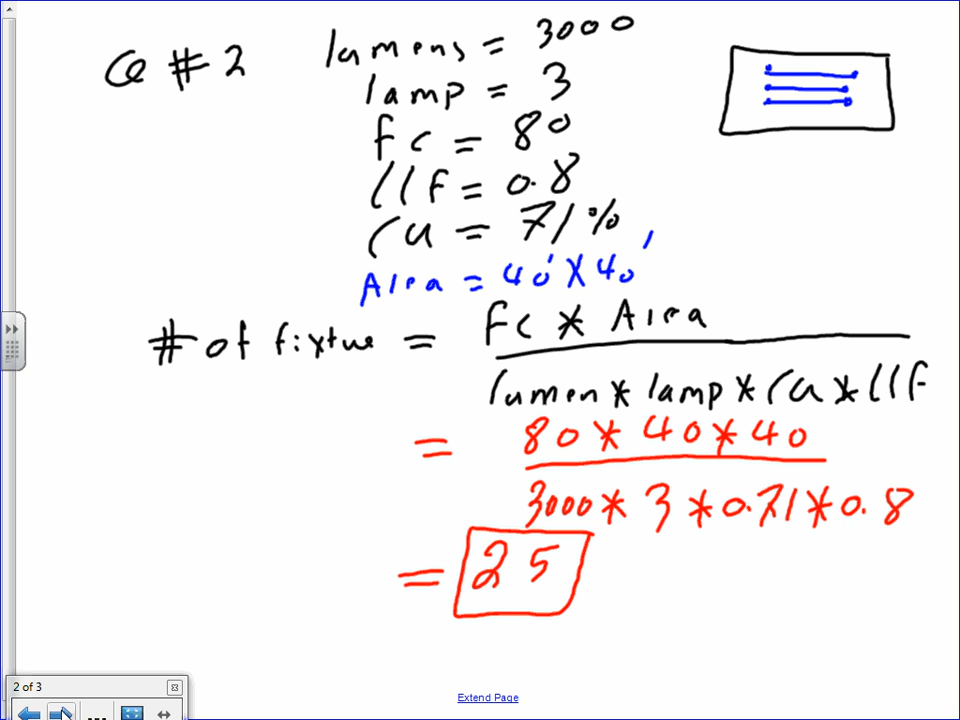 Q # 2
lumens = 3000
lamp = 3
fc = 80
llf = 0.8
cu = 71%
Area = 40' X 40'
# of fixtue = fc * Area
lumen * lamp * cu * llf
= 80 * 40 * 40
3000 * 3 * 0.71 * 0.8
= 25
2 of 3
Extend Page